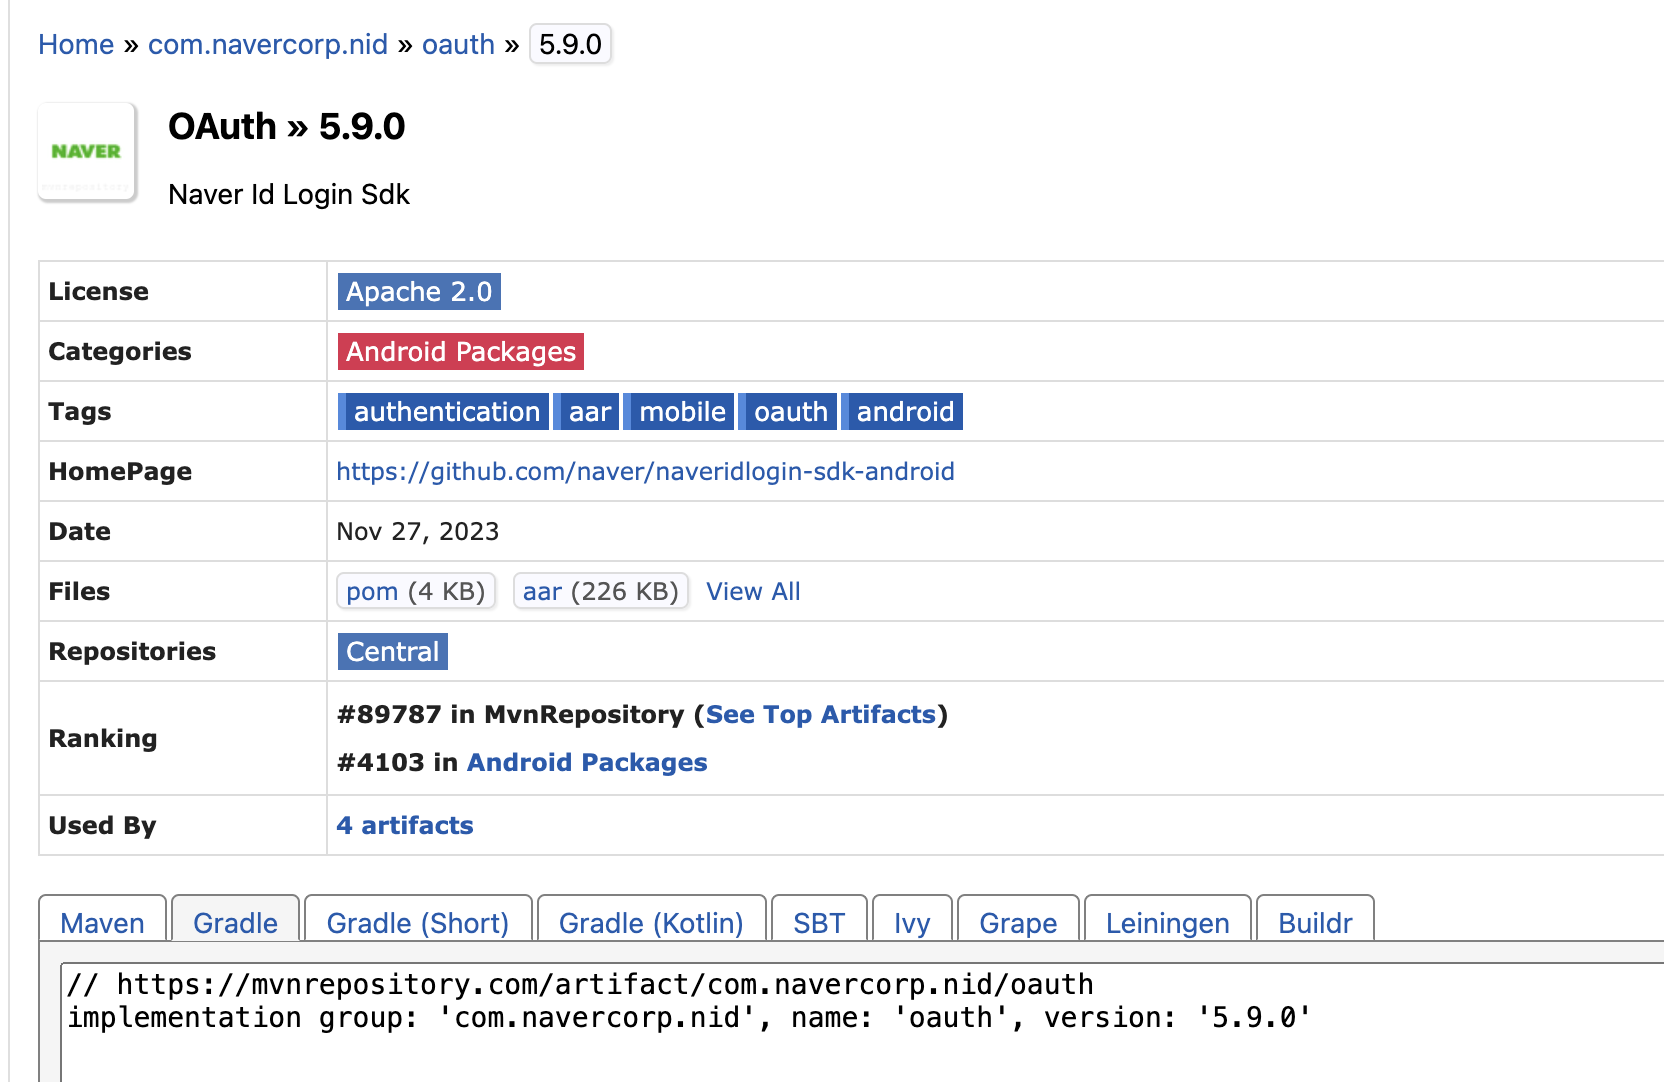 Home » com.navercorp.nid » oauth » 5.9.0
NAVER
mvnrepository
OAuth » 5.9.0
Naver Id Login Sdk
License Apache 2.0
Categories Android Packages
Tags authentication aar mobile oauth android
HomePage https://github.com/naver/naveridlogin-sdk-android
Date Nov 27, 2023
Files pom (4 KB) aar (226 KB) View All
Repositories Central
Ranking #89787 in MvnRepository (See Top Artifacts)
#4103 in Android Packages
Used By 4 artifacts
Maven Gradle Gradle (Short) Gradle (Kotlin) SBT Ivy Grape Leiningen Buildr
// https://mvnrepository.com/artifact/com.navercorp.nid/oauth
implementation group: 'com.navercorp.nid', name: 'oauth', version: '5.9.0'